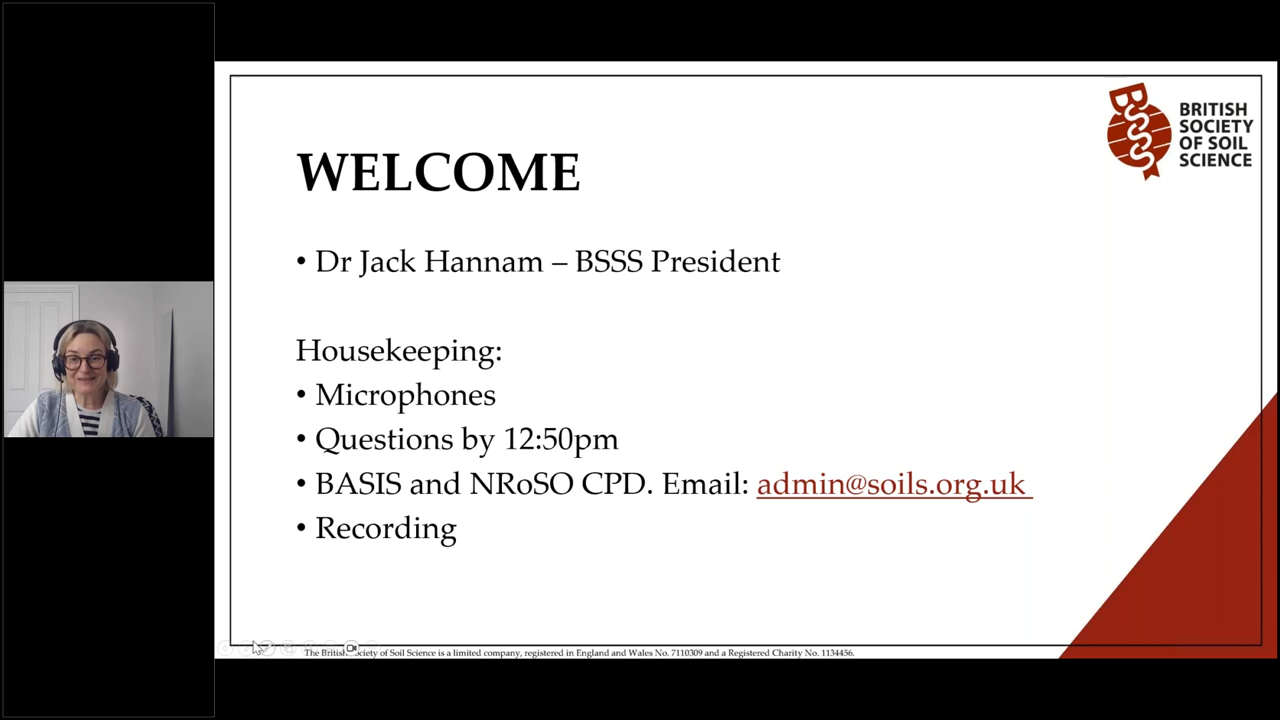 BSSS
BRITISH
SOCIETY
OF SOIL
SCIENCE
WELCOME
• Dr Jack Hannam – BSSS President
Housekeeping:
• Microphones
• Questions by 12:50pm
• BASIS and NRoSO CPD. Email: admin@soils.org.uk
• Recording
The British Society of Soil Science is a limited company, registered in England and Wales No. 7110309 and a Registered Charity No. 1134456.